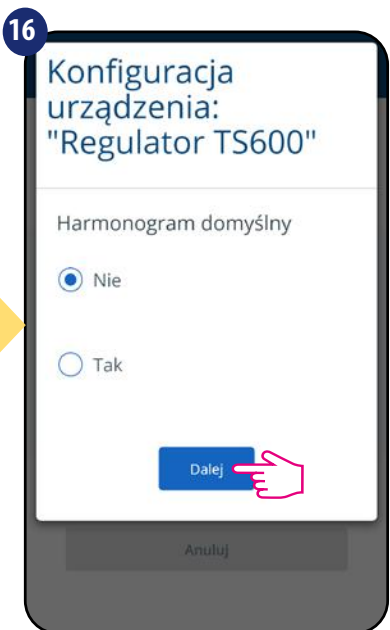 16
Konfiguracja
urządzenia:
"Regulator TS600"
Harmonogram domyślny
Nie
Tak
Dalej
Anuluj